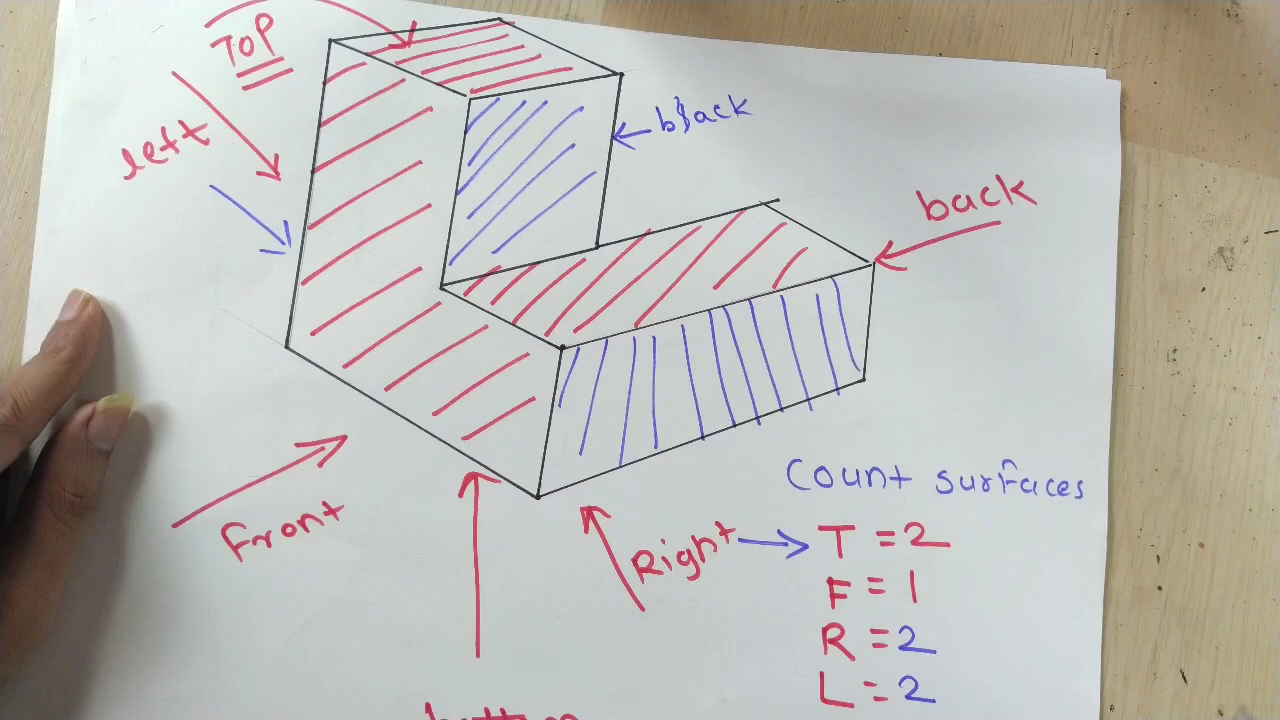 TOP
left
black
back
Front
Right
Count surfaces
T = 2
F = 1
R = 2
L = 2